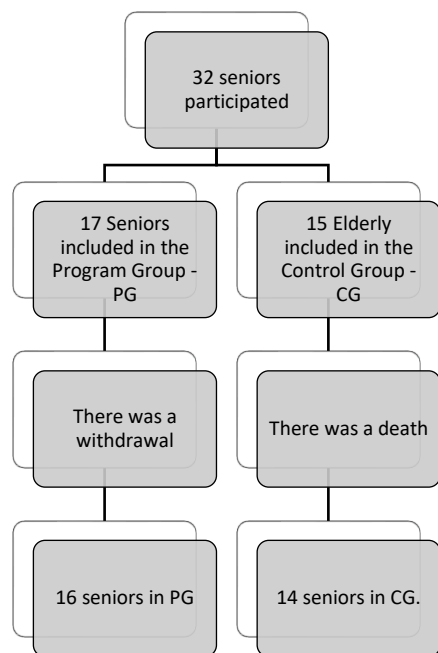 32 seniors
participated
17 Seniors
included in the
Program Group -
PG
15 Elderly
included in the
Control Group -
CG
There was a
withdrawal
There was a death
16 seniors in PG
14 seniors in CG.